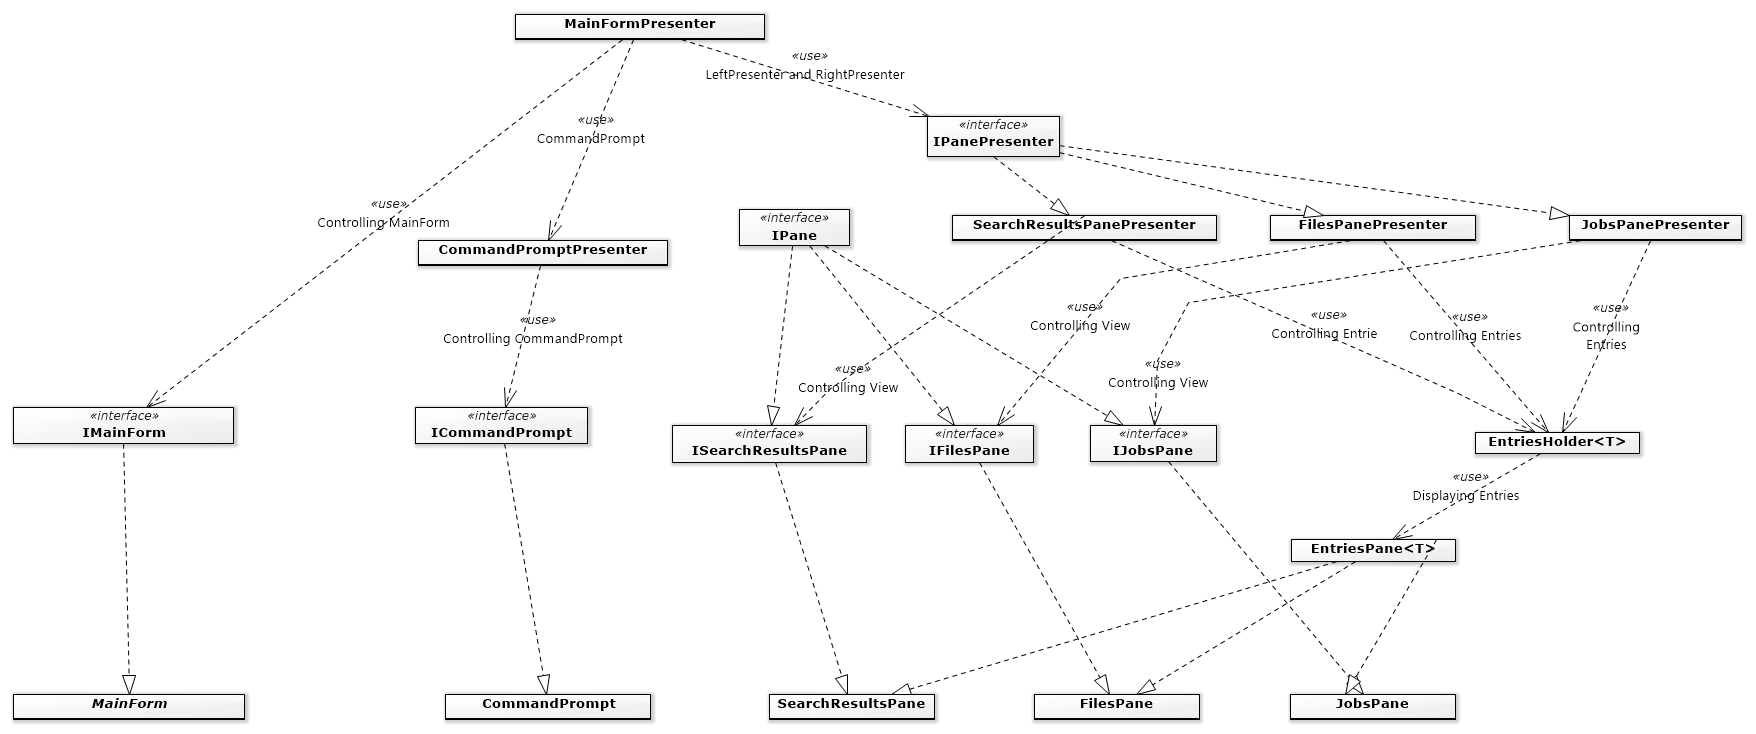 MainFormPresenter
«use»
LeftPresenter and RightPresenter
«use»
CommandPrompt
«interface»
IPanePresenter
«use»
Controlling MainForm
«interface»
IPane
SearchResultsPanePresenter
FilesPanePresenter
JobsPanePresenter
CommandPromptPresenter
«use»
Controlling CommandPrompt
«use»
Controlling View
«use»
Controlling Entrie
«use»
Controlling Entries
«use»
Controlling
Entries
«use»
Controlling View
«use»
Controlling View
«interface»
IMainForm
«interface»
ICommandPrompt
«interface»
ISearchResultsPane
«interface»
IFilesPane
«interface»
IJobsPane
EntriesHolder<T>
«use»
Displaying Entries
EntriesPane<T>
MainForm
CommandPrompt
SearchResultsPane
FilesPane
JobsPane